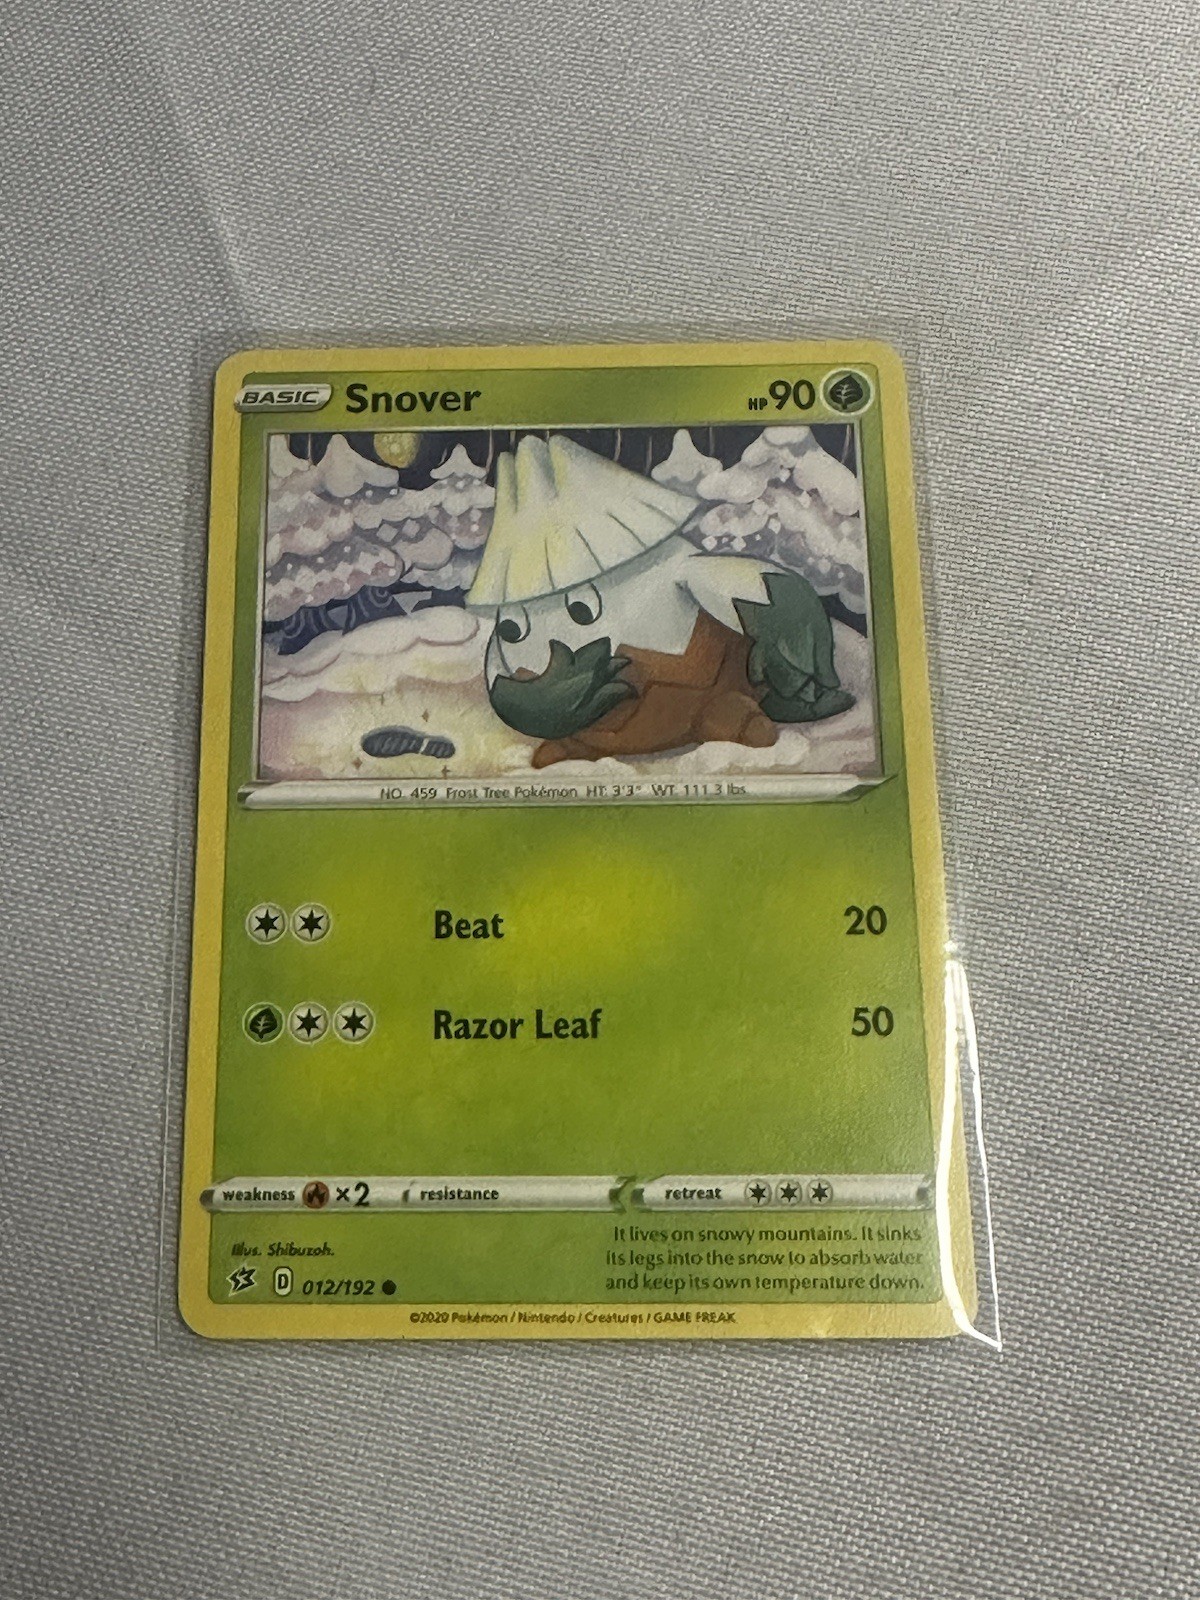 BASIC Snover HP 90
NO. 459 Frost Tree Pokémon HT: 3'3" WT: 111.3 lbs.
Beat 20
Razor Leaf 50
weakness ×2 resistance retreat
It lives on snowy mountains. It sinks
its legs into the snow to absorb water
and keep its own temperature down.
Illus. Shibuzoh.
D 012/192
©2020 Pokémon / Nintendo / Creatures / GAME FREAK